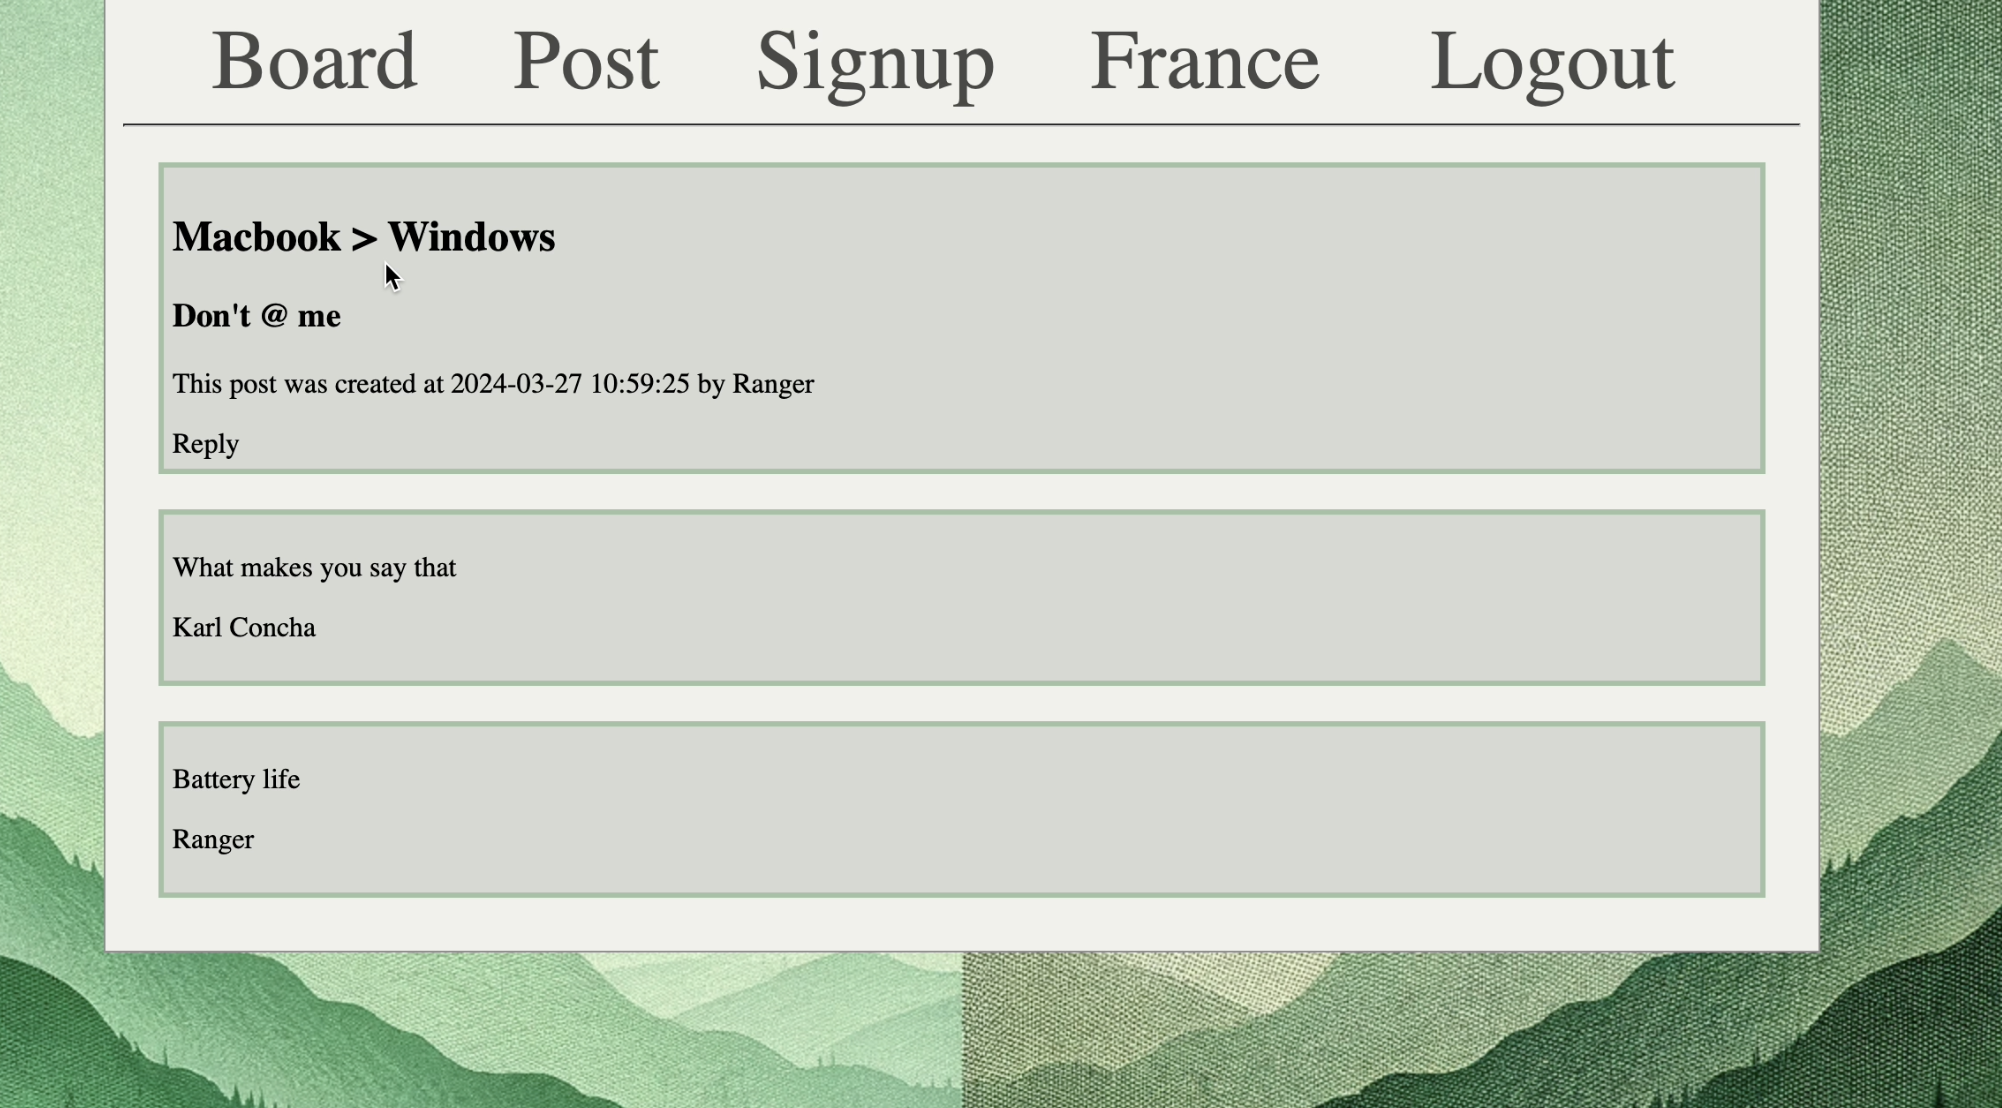 Board Post Signup France Logout
Macbook > Windows
Don't @ me
This post was created at 2024-03-27 10:59:25 by Ranger
Reply
What makes you say that
Karl Concha
Battery life
Ranger